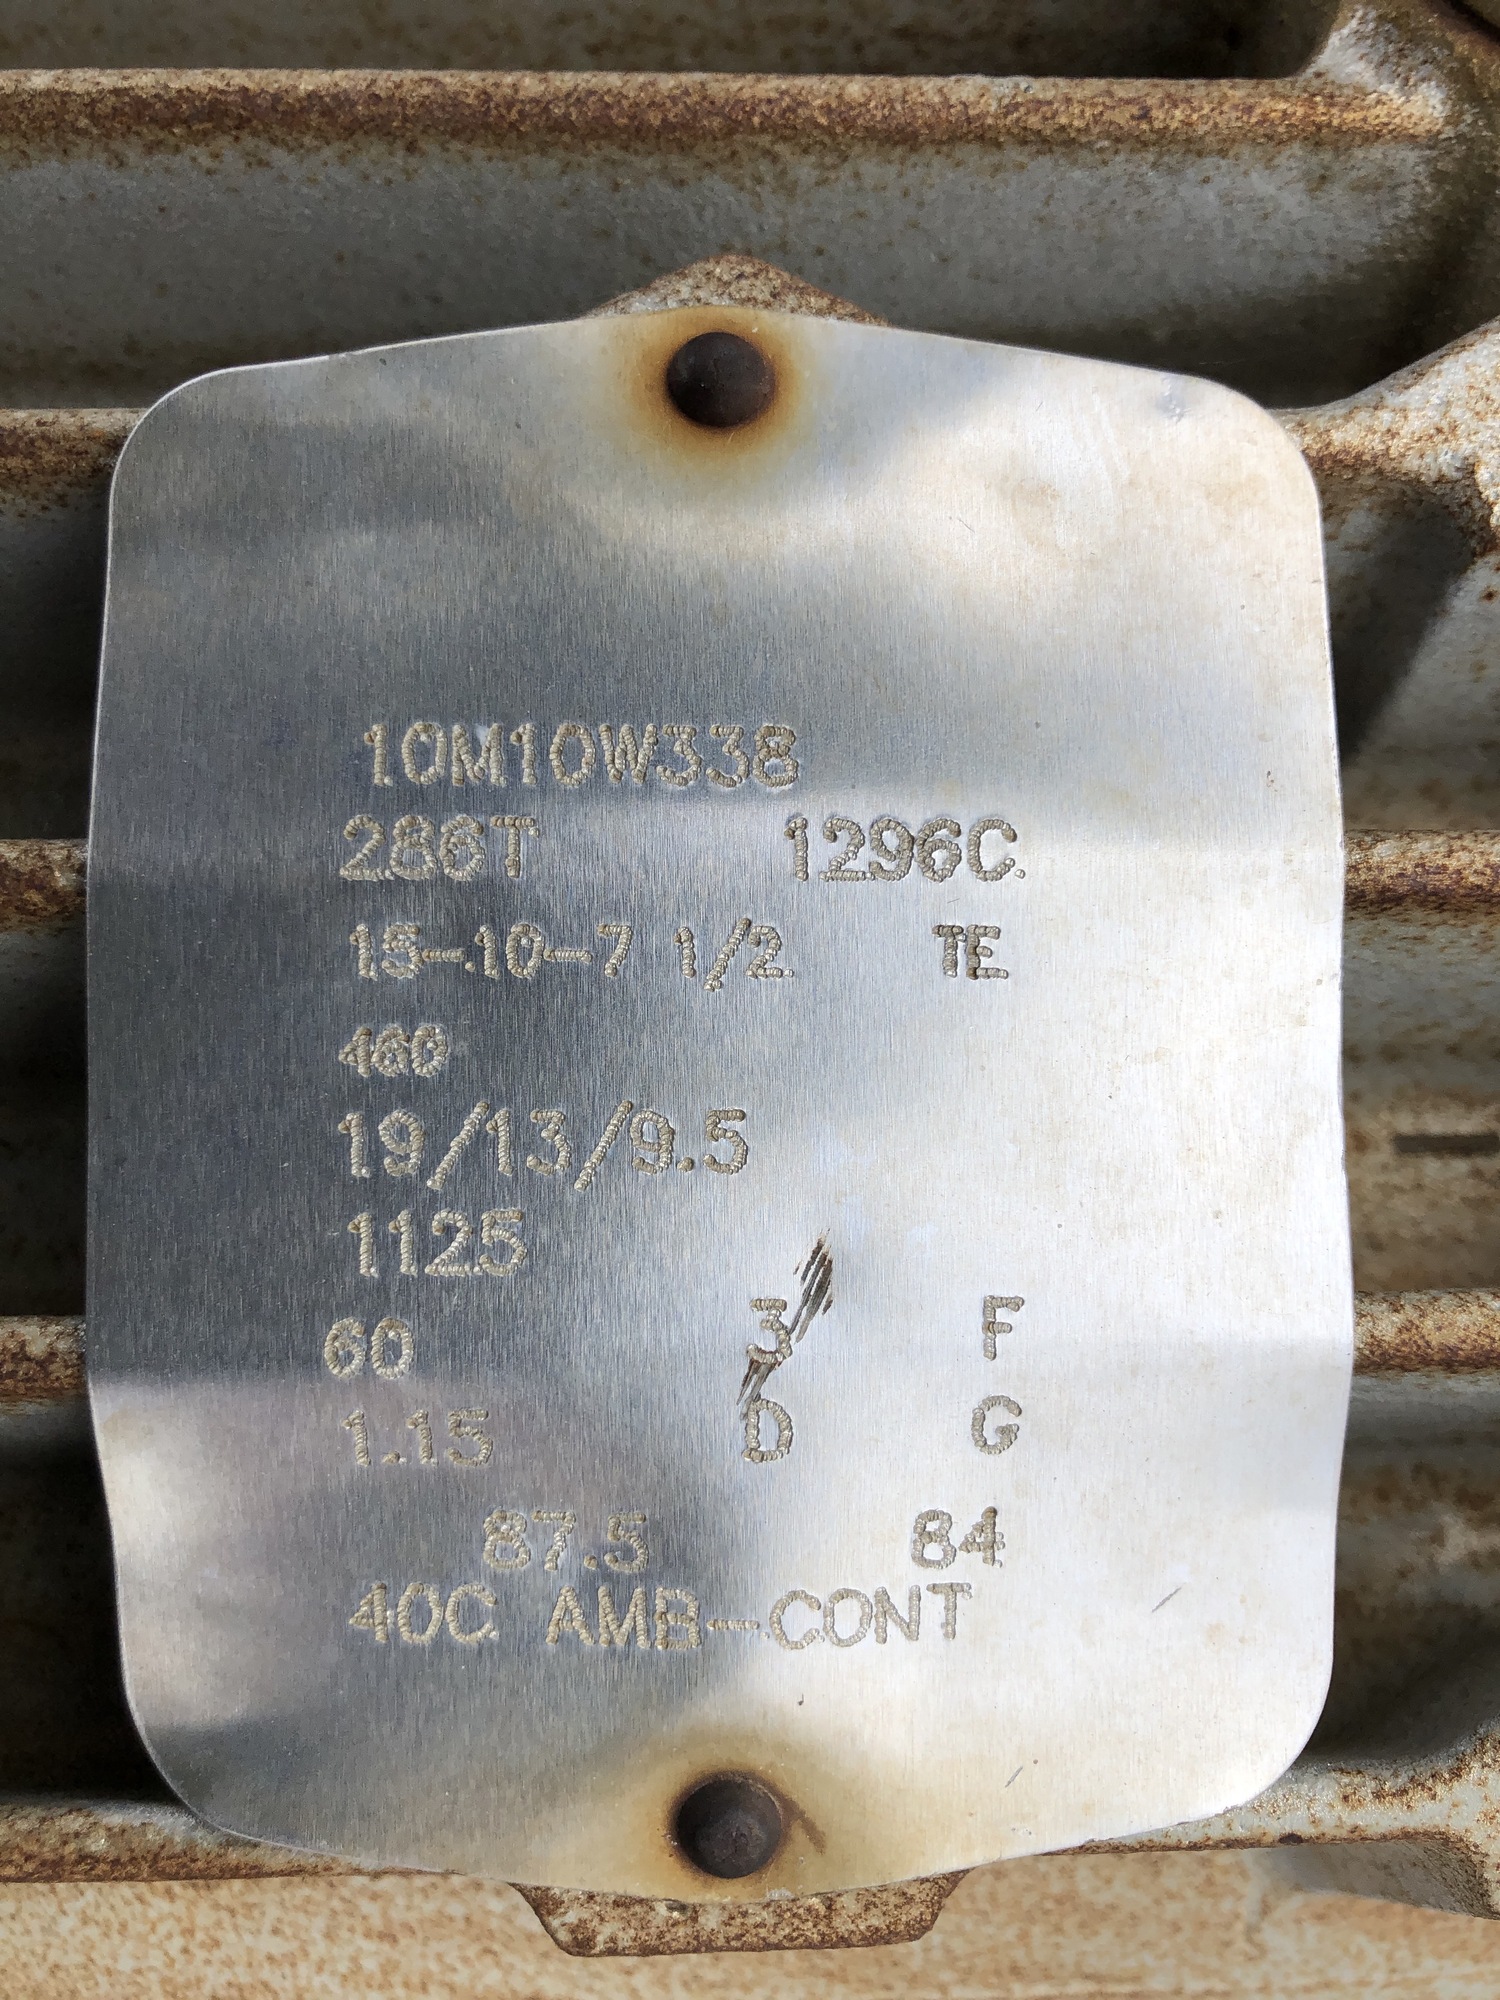 10M10W338
286T 1296C
15-10-7 1/2 TE
460
19/13/9.5
1125
60 3 F
1.15 D G
87.5 84
40C AMB-CONT